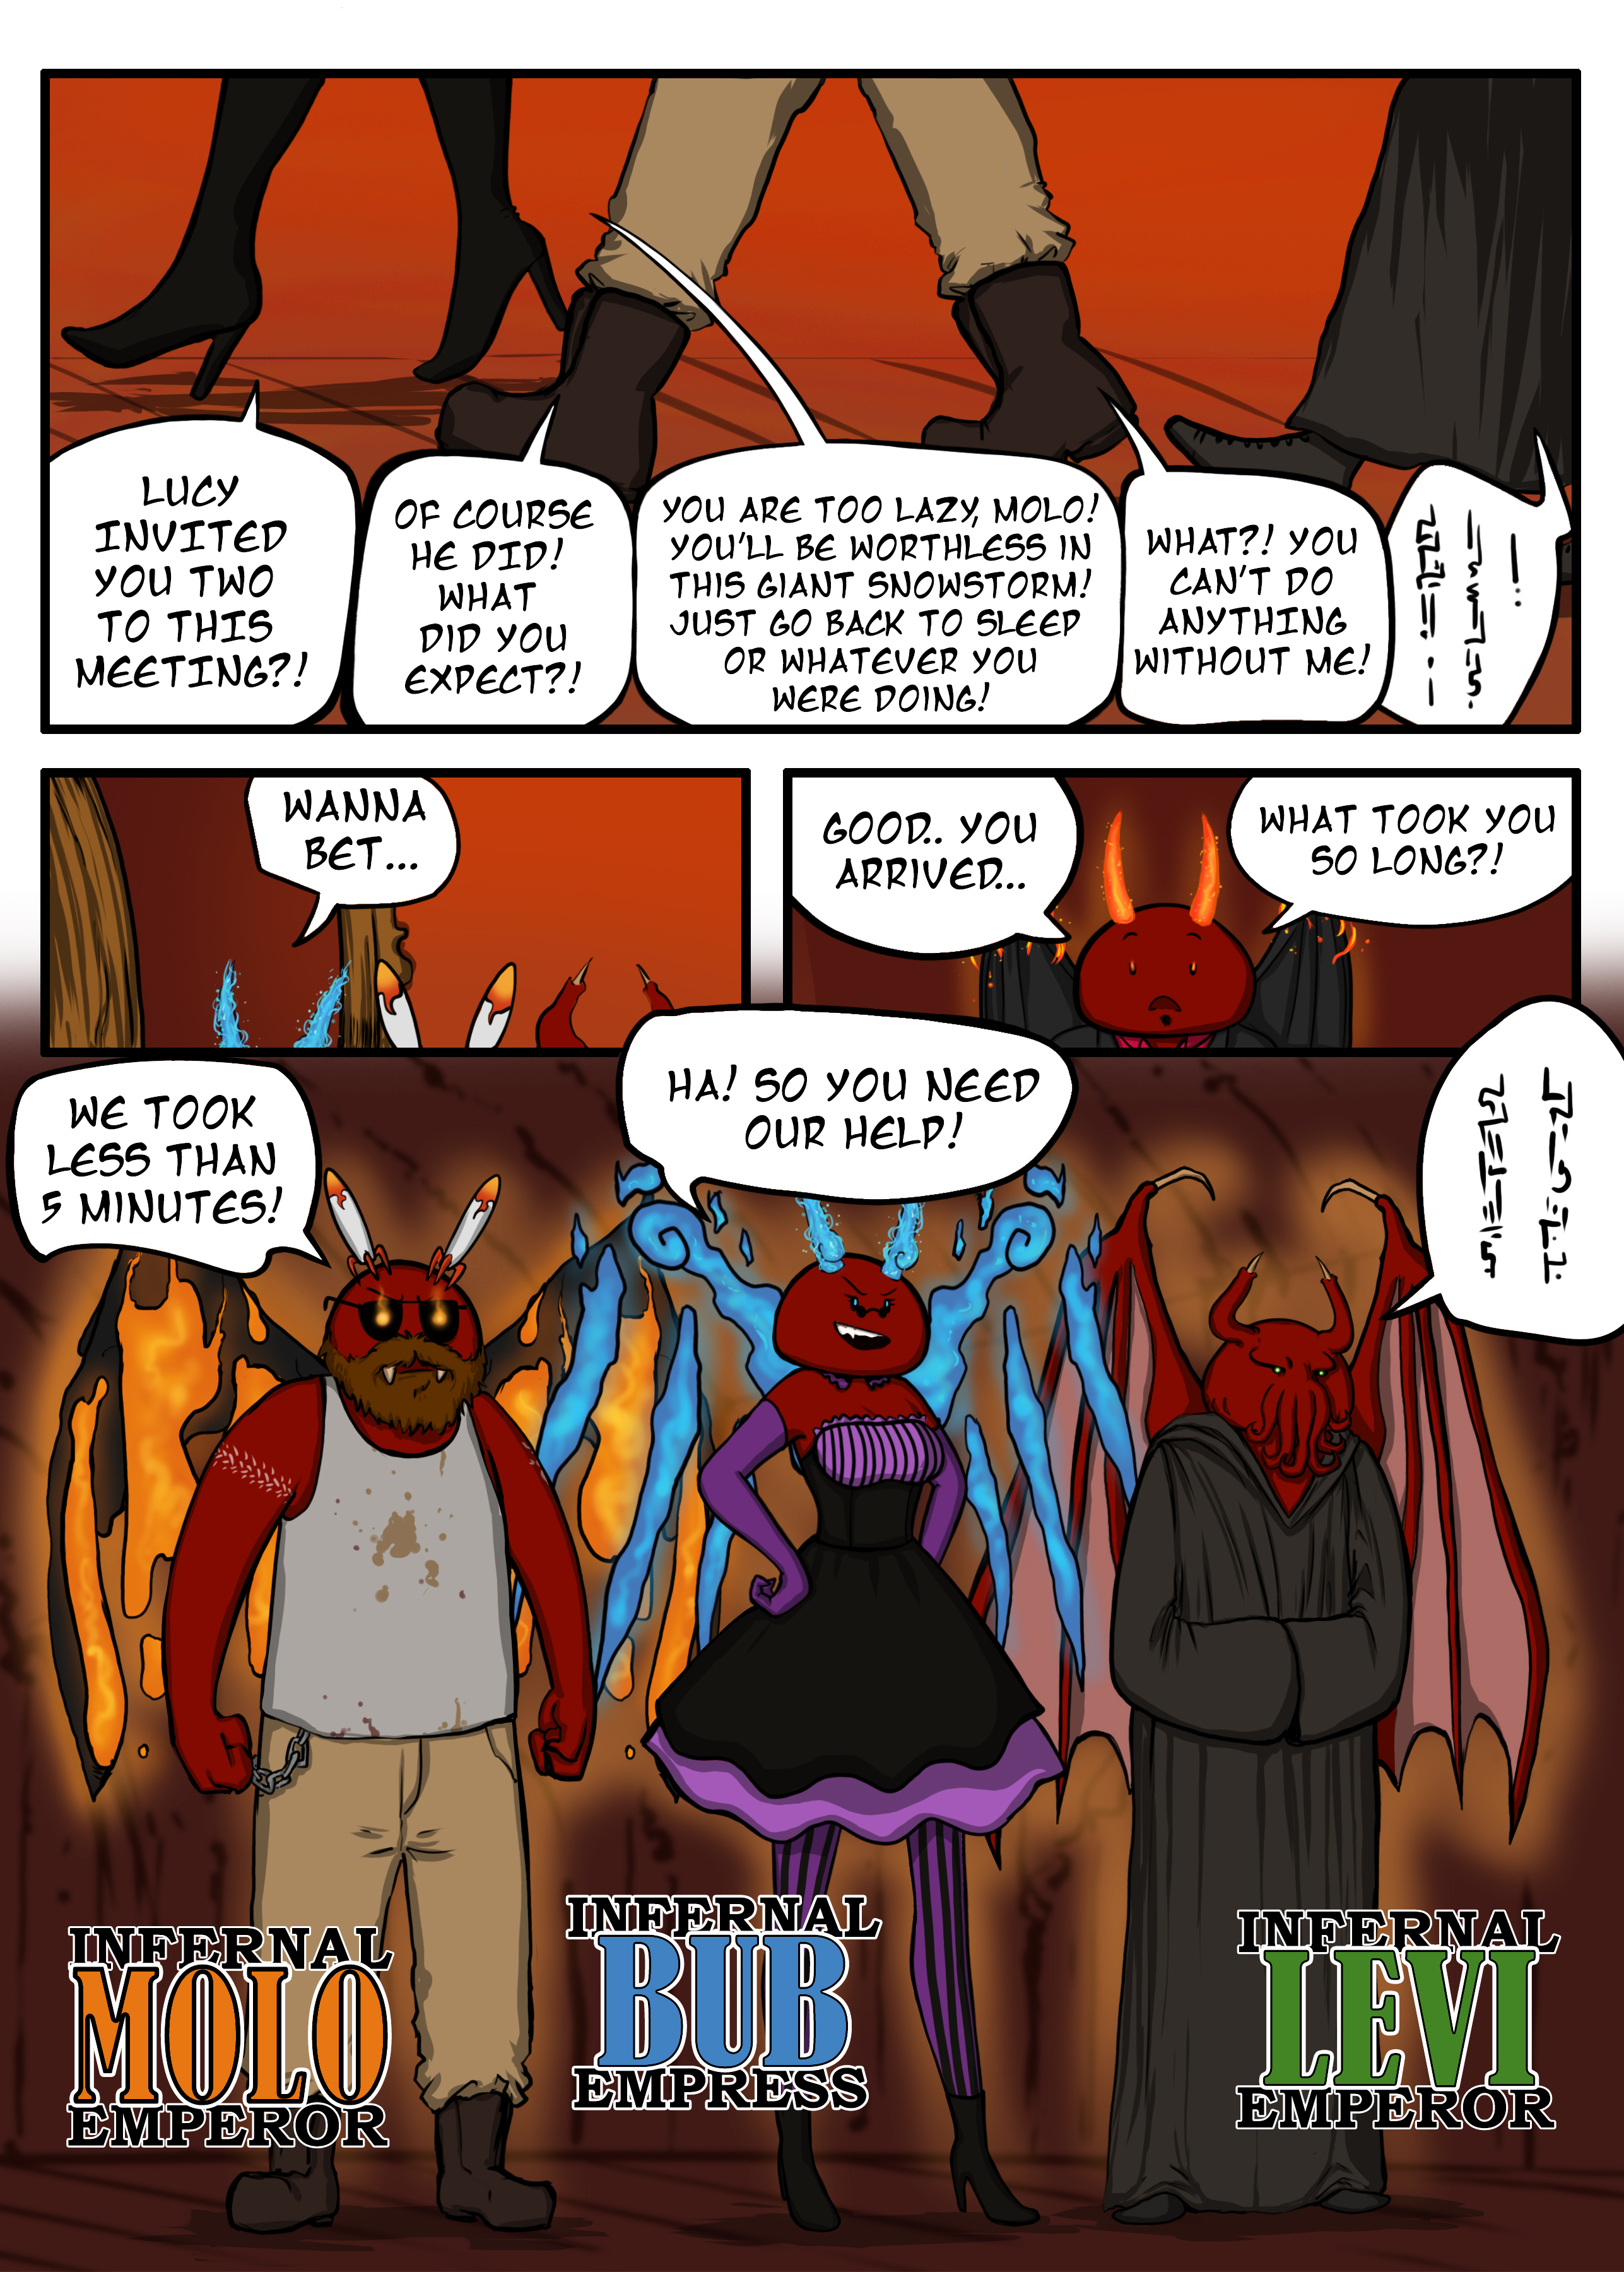 LUCY
INVITED
YOU TWO
TO THIS
MEETING?!
OF COURSE
HE DID!
WHAT
DID YOU
EXPECT?!
YOU ARE TOO LAZY, MOLO!
YOU'LL BE WORTHLESS IN
THIS GIANT SNOWSTORM!
JUST GO BACK TO SLEEP
OR WHATEVER YOU
WERE DOING!
WHAT?! YOU
CAN'T DO
ANYTHING
WITHOUT ME!
WANNA
BET...
GOOD.. YOU
ARRIVED...
WHAT TOOK YOU
SO LONG?!
WE TOOK
LESS THAN
5 MINUTES!
HA! SO YOU NEED
OUR HELP!
INFERNAL
MOLO
EMPEROR
INFERNAL
BUB
EMPRESS
INFERNAL
LEVI
EMPEROR